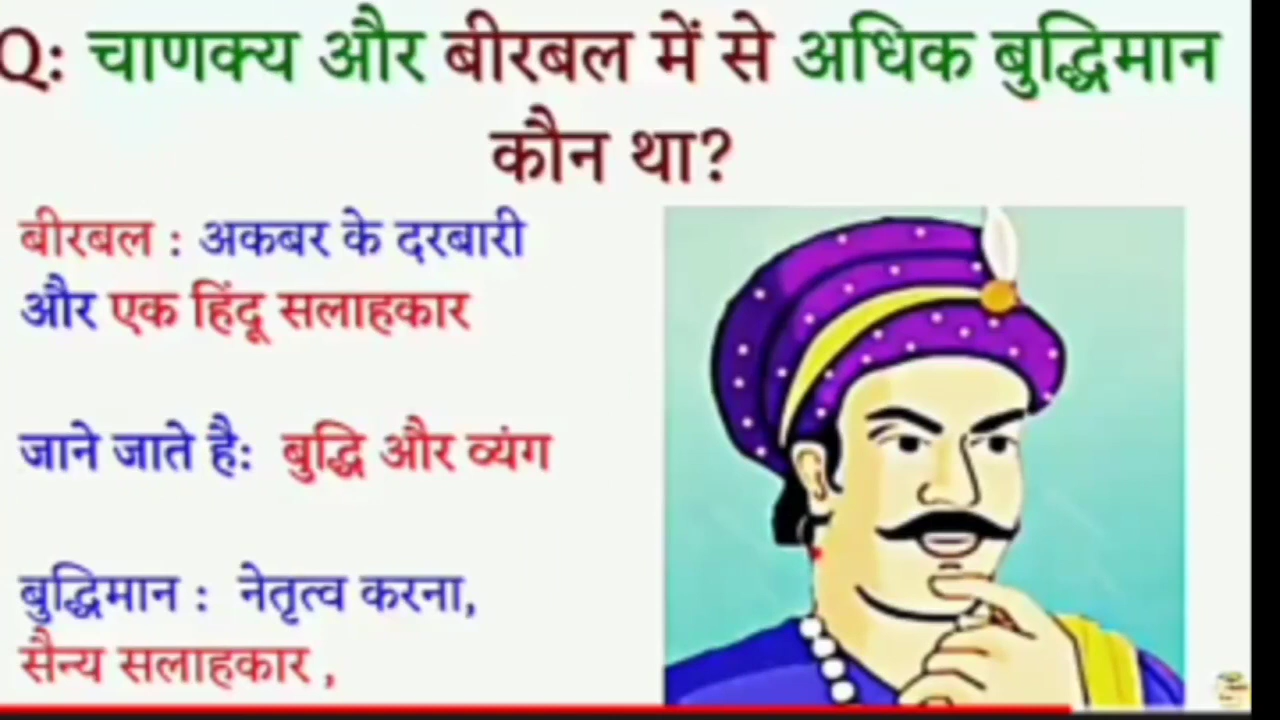 Q: चाणक्य और बीरबल में से अधिक बुद्धिमान
कौन था?
बीरबल : अकबर के दरबारी
और एक हिंदू सलाहकार
जाने जाते है: बुद्धि और व्यंग
बुद्धिमान : नेतृत्व करना,
सैन्य सलाहकार ,